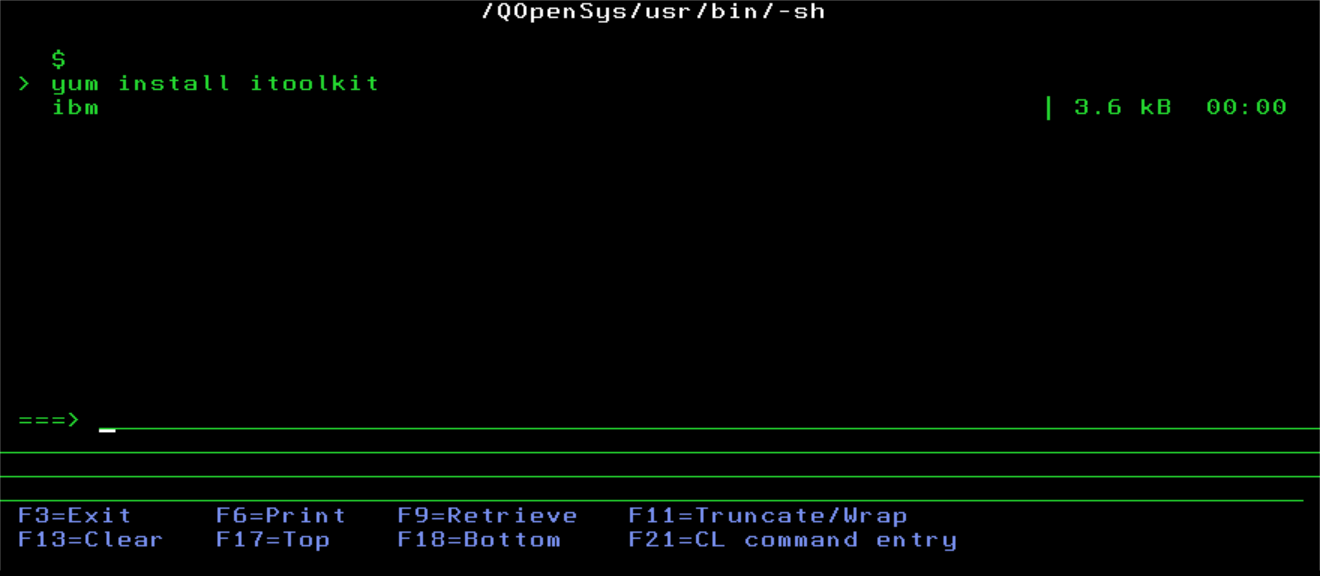 /QOpenSys/usr/bin/-sh
$
> yum install itoolkit
ibm | 3.6 kB 00:00
===> _
F3=Exit F6=Print F9=Retrieve F11=Truncate/Wrap
F13=Clear F17=Top F18=Bottom F21=CL command entry